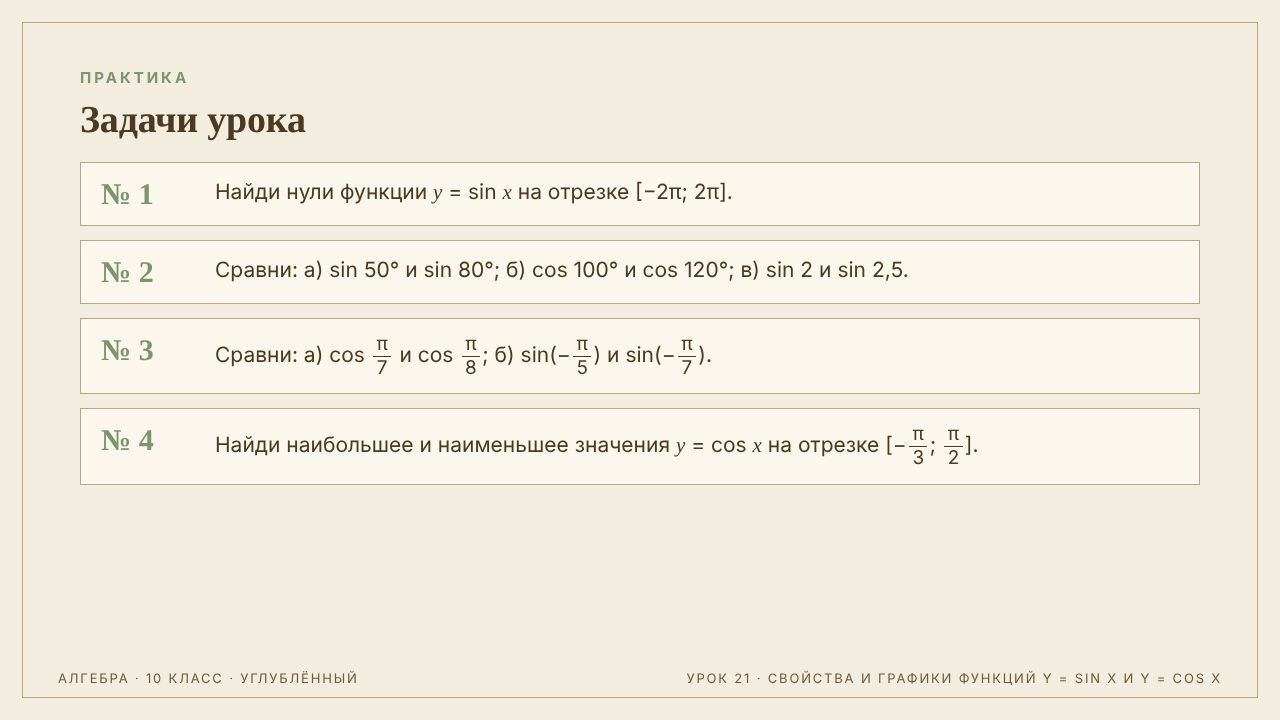 ПРАКТИКА
Задачи урока
№ 1 Найди нули функции y = sin x на отрезке [−2π; 2π].
№ 2 Сравни: а) sin 50° и sin 80°; б) cos 100° и cos 120°; в) sin 2 и sin 2,5.
№ 3 Сравни: а) cos π/7 и cos π/8; б) sin(−π/5) и sin(−π/7).
№ 4 Найди наибольшее и наименьшее значения y = cos x на отрезке [−π/3; π/2].
АЛГЕБРА · 10 КЛАСС · УГЛУБЛЁННЫЙ
УРОК 21 · СВОЙСТВА И ГРАФИКИ ФУНКЦИЙ Y = SIN X И Y = COS X